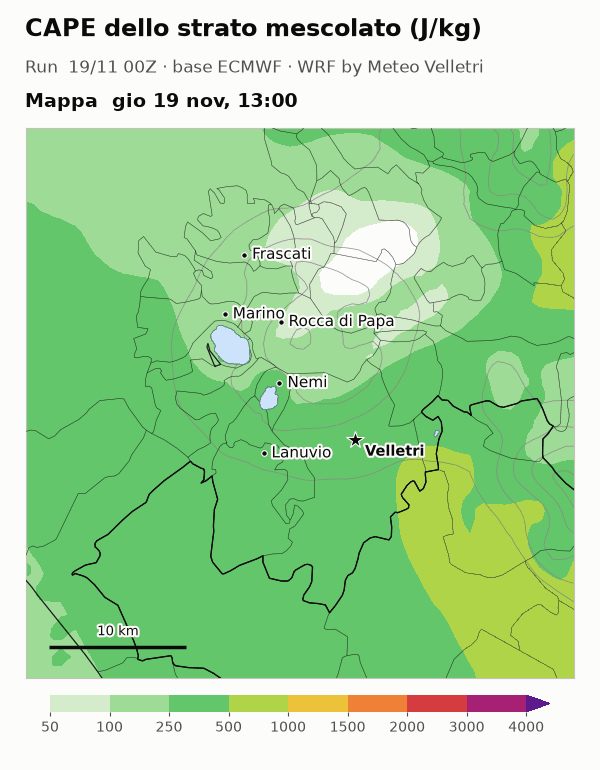 CAPE dello strato mescolato (J/kg)
Run  19/11 00Z · base ECMWF · WRF by Meteo Velletri
Mappa  gio 19 nov, 13:00
Frascati
Marino
Rocca di Papa
Nemi
Velletri
Lanuvio
10 km
50 100 250 500 1000 1500 2000 3000 4000